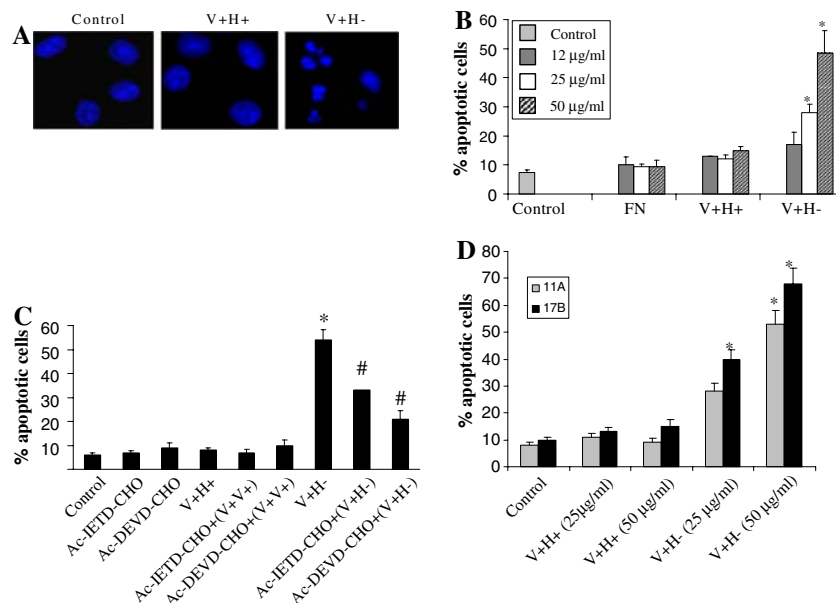 A
Control
V+H+
V+H-
B
% apoptotic cells
60
50
40
30
20
10
0
Control
12 µg/ml
25 µg/ml
50 µg/ml
*
*
Control
FN
V+H+
V+H-
C
% apoptotic cells
60
50
40
30
20
10
*
#
#
Control
Ac-IETD-CHO
Ac-DEVD-CHO
V+H+
Ac-IETD-CHO+(V+V+)
Ac-DEVD-CHO+(V+V+)
V+H-
Ac-IETD-CHO+(V+H-)
Ac-DEVD-CHO+(V+H-)
D
% apoptotic cells
80
70
60
50
40
30
20
10
0
11A
17B
*
*
*
Control
V+H+ (25µg/ml)
V+H+ (50 µg/ml)
V+H- (25 µg/ml)
V+H- (50 µg/ml)